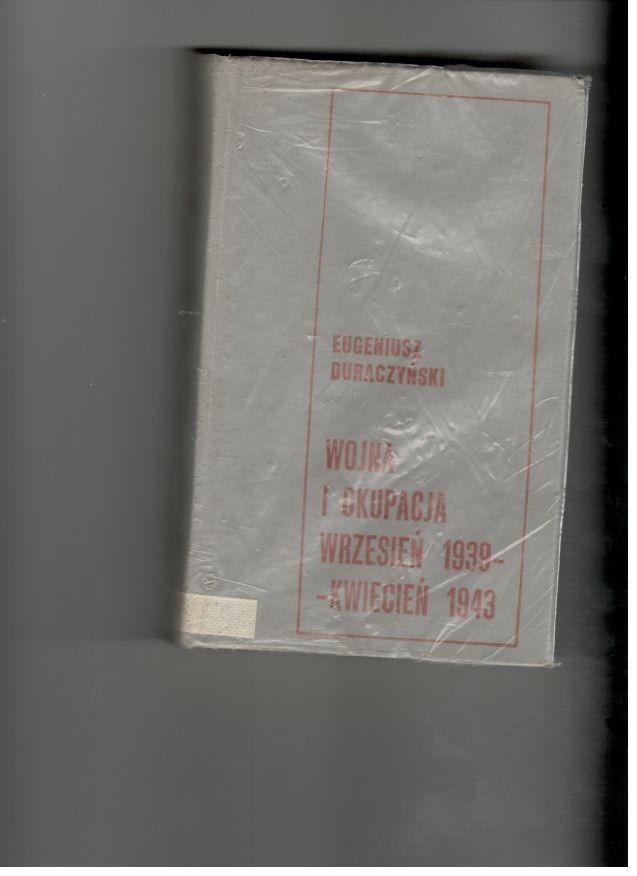 EUGENIUSZ
DURACZYŃSKI
WOJNA
I OKUPACJA
WRZESIEŃ 1939-
-KWIECIEŃ 1943